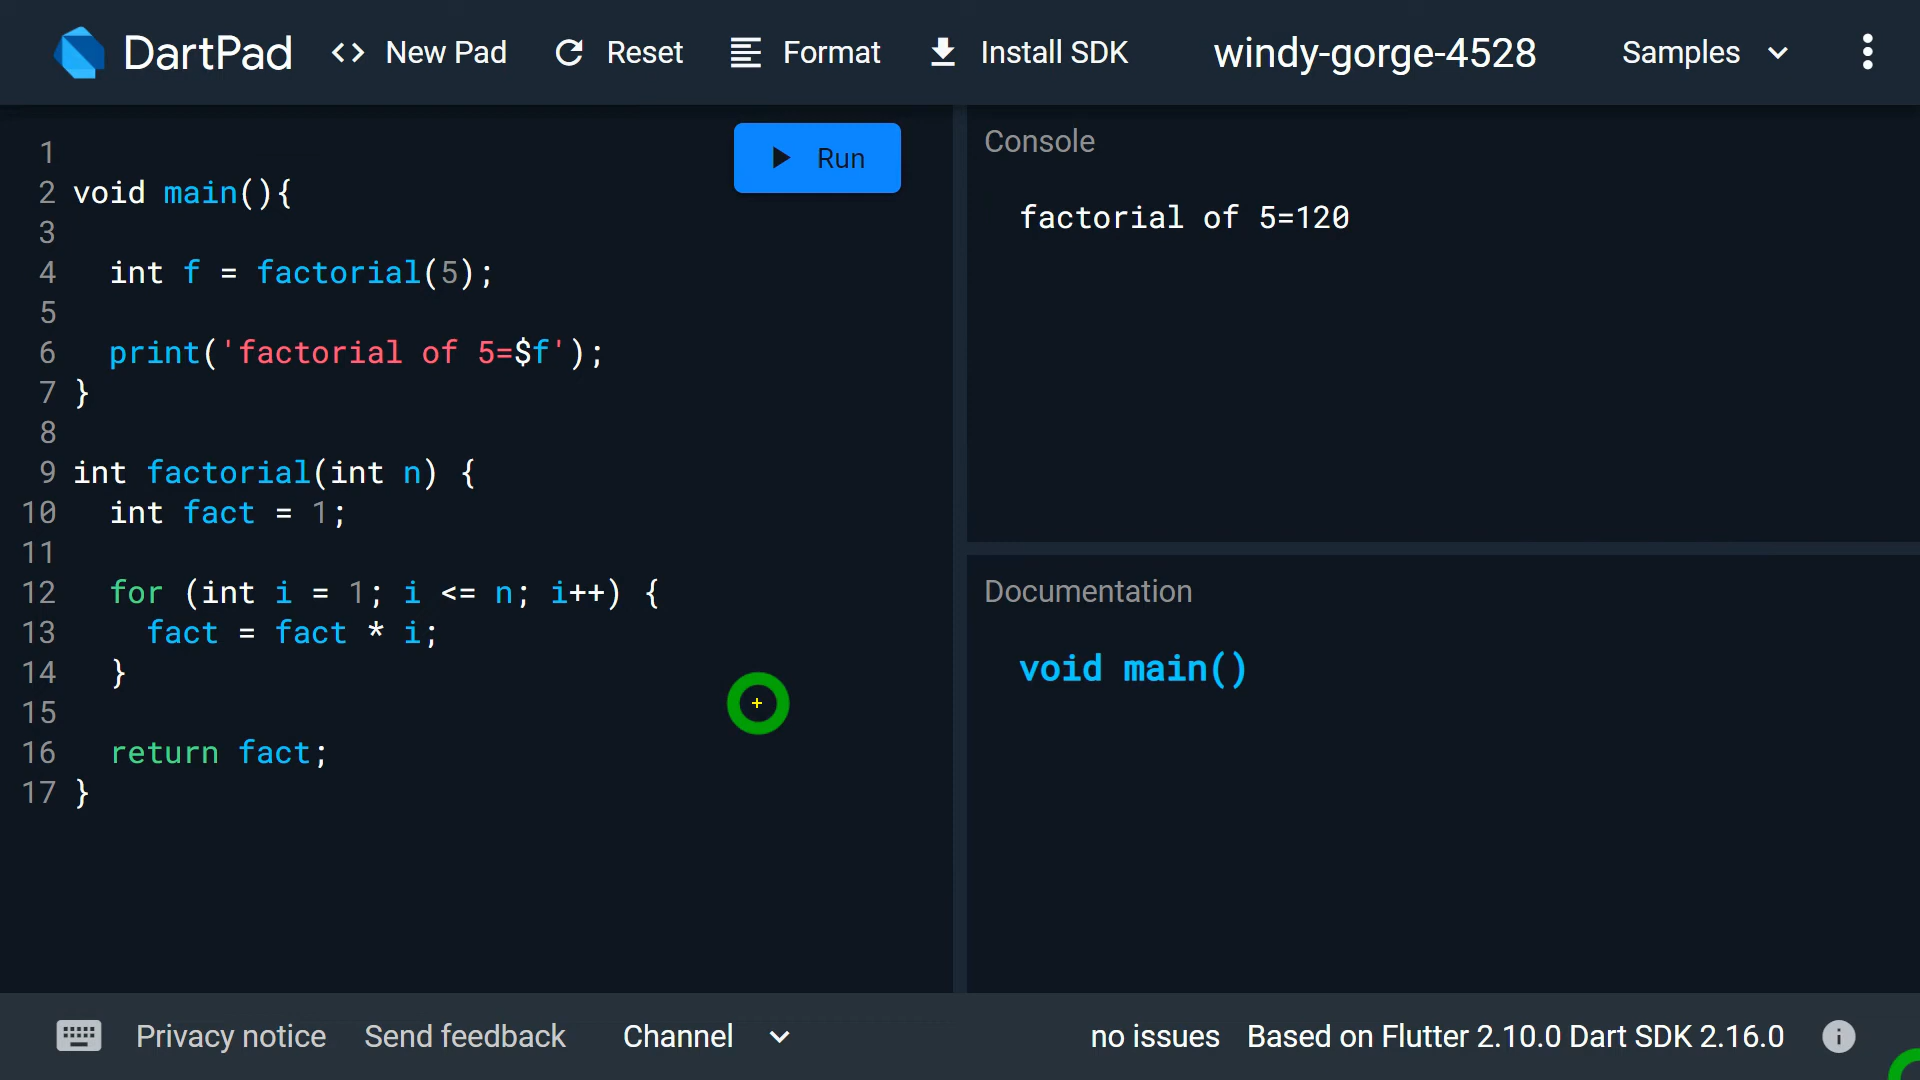 DartPad <> New Pad Reset Format Install SDK windy-gorge-4528 Samples
1
2 void main(){
3
4 int f = factorial(5);
5
6 print('factorial of 5=$f');
7 }
8
9 int factorial(int n) {
10 int fact = 1;
11
12 for (int i = 1; i <= n; i++) {
13 fact = fact * i;
14 }
15
16 return fact;
17 }
Run
Console
factorial of 5=120
Documentation
void main()
Privacy notice Send feedback Channel no issues Based on Flutter 2.10.0 Dart SDK 2.16.0 i